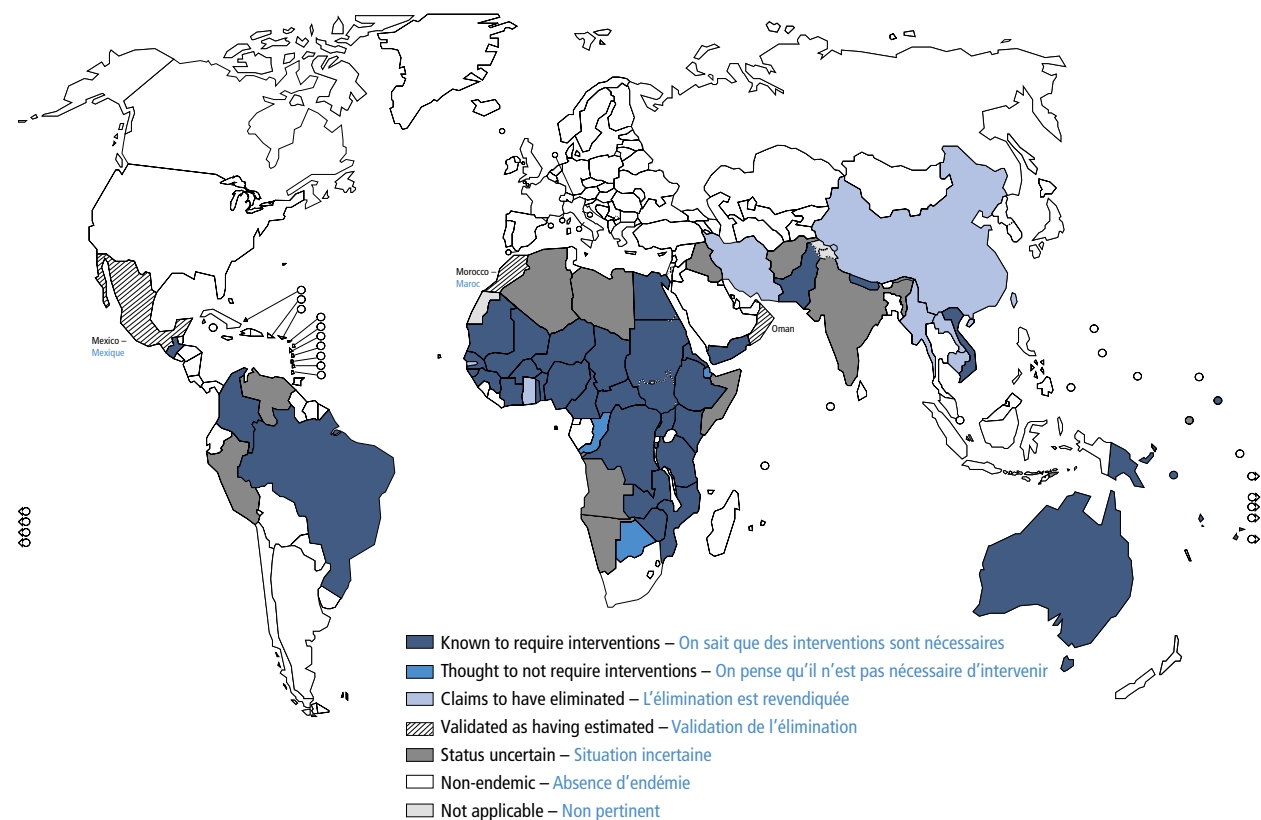 Morocco –
Maroc
Oman
Mexico –
Mexique
Known to require interventions – On sait que des interventions sont nécessaires
Thought to not require interventions – On pense qu'il n'est pas nécessaire d'intervenir
Claims to have eliminated – L'élimination est revendiquée
Validated as having estimated – Validation de l'élimination
Status uncertain – Situation incertaine
Non-endemic – Absence d'endémie
Not applicable – Non pertinent